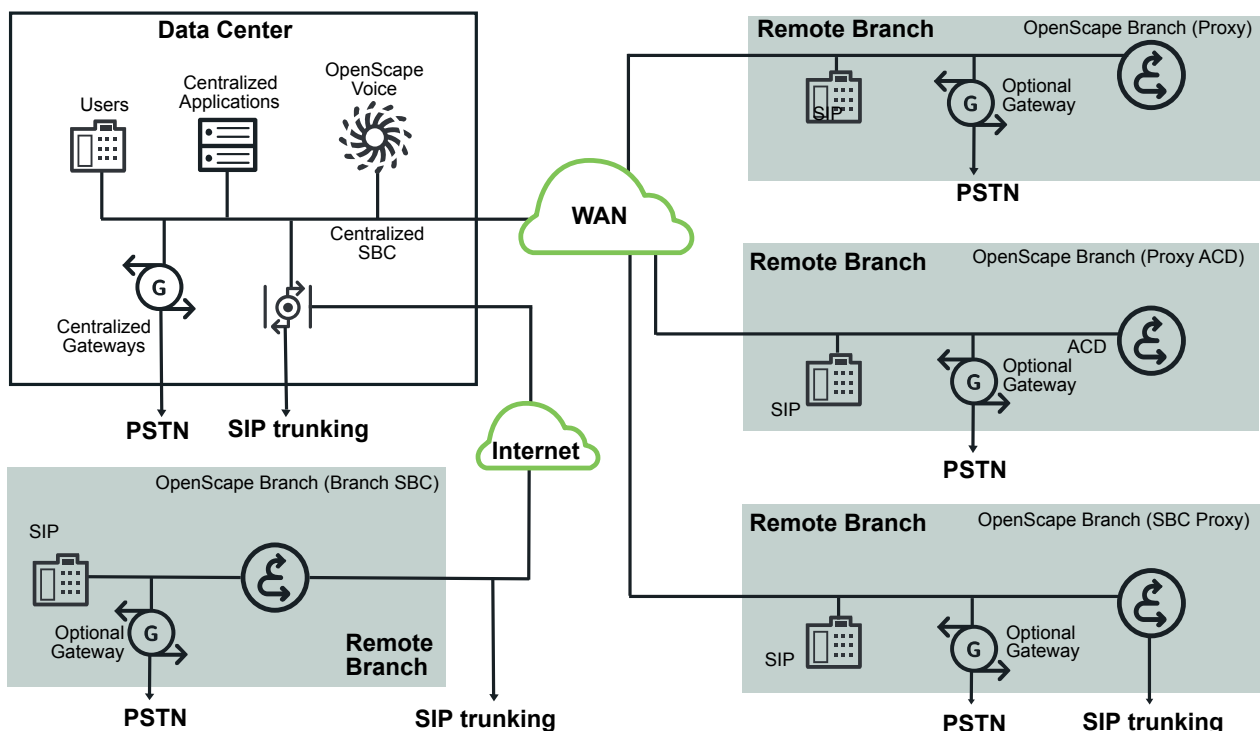 Data Center
Users
Centralized
Applications
OpenScape
Voice
G
Centralized
Gateways
Centralized
SBC
PSTN
SIP trunking
WAN
Internet
Remote Branch
OpenScape Branch (Proxy)
SIP
G
Optional
Gateway
PSTN
Remote Branch
OpenScape Branch (Proxy ACD)
ACD
SIP
G
Optional
Gateway
PSTN
Remote Branch
OpenScape Branch (SBC Proxy)
SIP
G
Optional
Gateway
PSTN
SIP trunking
OpenScape Branch (Branch SBC)
SIP
Optional
Gateway
G
Remote
Branch
PSTN
SIP trunking